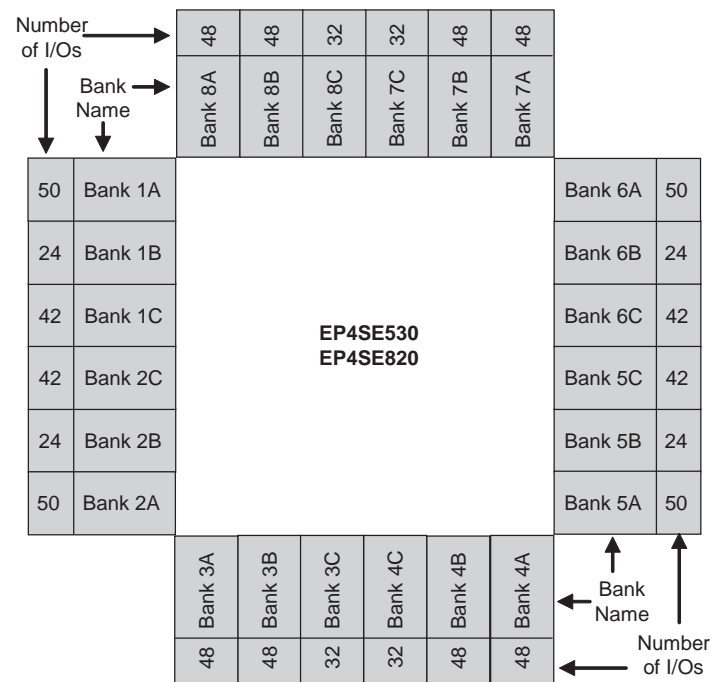 Number
of I/Os
48 48 32 32 48 48
Bank
Name
Bank 8A Bank 8B Bank 8C Bank 7C Bank 7B Bank 7A
50 Bank 1A
24 Bank 1B
42 Bank 1C
42 Bank 2C
24 Bank 2B
50 Bank 2A
EP4SE530
EP4SE820
Bank 6A 50
Bank 6B 24
Bank 6C 42
Bank 5C 42
Bank 5B 24
Bank 5A 50
Bank 3A Bank 3B Bank 3C Bank 4C Bank 4B Bank 4A
Bank
Name
48 48 32 32 48 48
Number
of I/Os